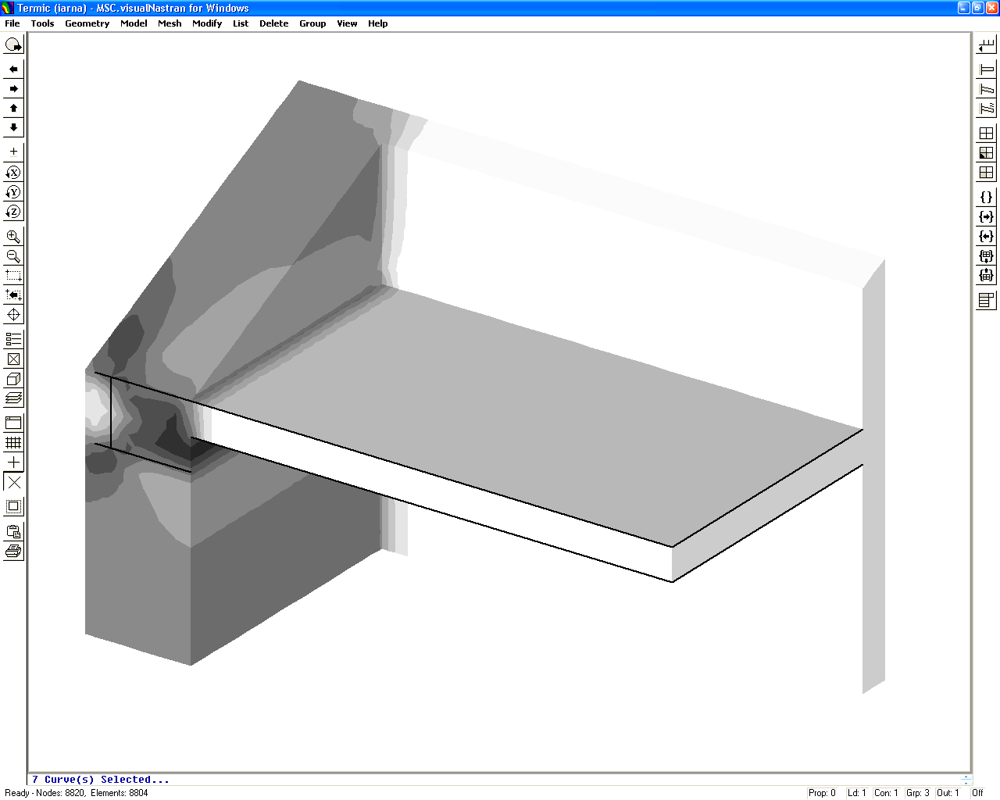 Termic (iarna) - MSC.visualNastran for Windows
File Tools Geometry Model Mesh Modify List Delete Group View Help
X
Y
Z
7 Curve(s) Selected...
Ready - Nodes: 8820, Elements: 8804 Prop: 0 Ld: 1 Con: 1 Grp: 3 Out: 1 Off